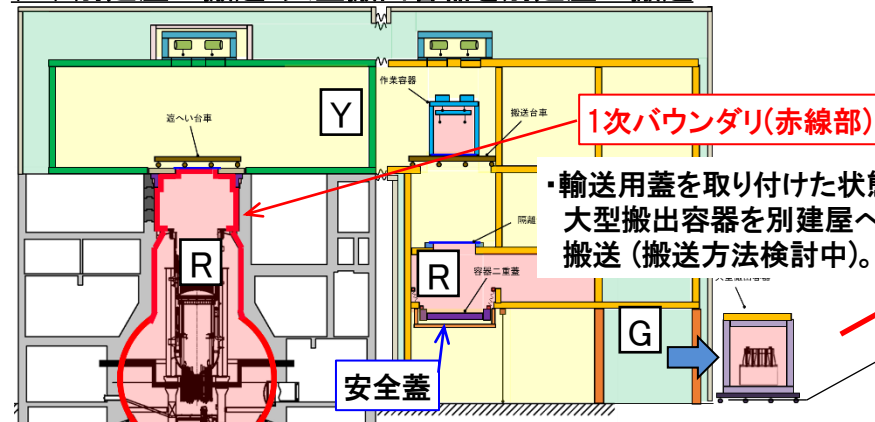 作業容器
遮へい台車
Y
搬送台車
1次バウンダリ(赤線部)
・輸送用蓋を取り付けた状態
大型搬出容器を別建屋へ
搬送 (搬送方法検討中)。
隔離
R
R
容器二重蓋
G
安全蓋